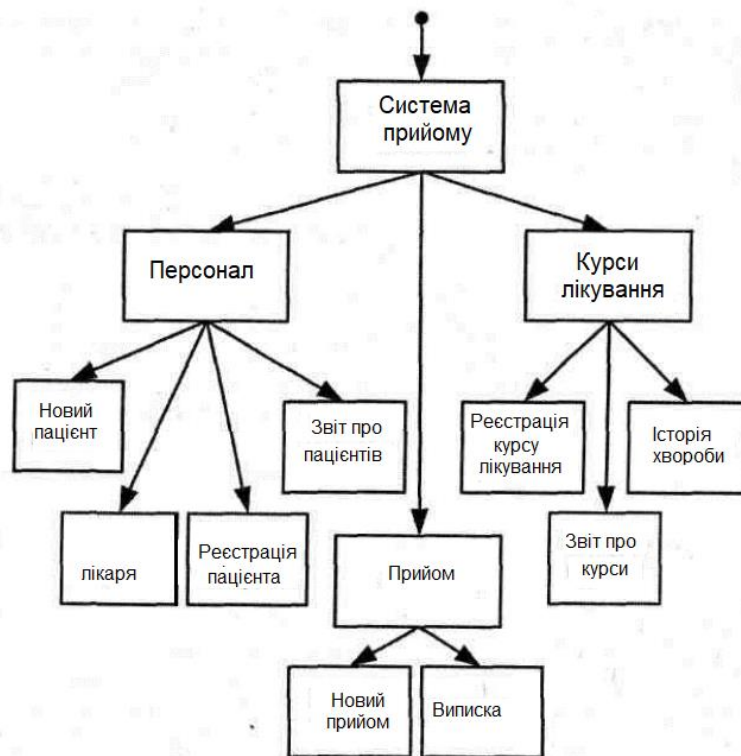 Система
прийому
Персонал
Курси
лікування
Новий
пацієнт
Звіт про
пацієнтів
Реєстрація
курсу
лікування
Історія
хвороби
лікаря
Реєстрація
пацієнта
Прийом
Звіт про
курси
Новий
прийом
Виписка